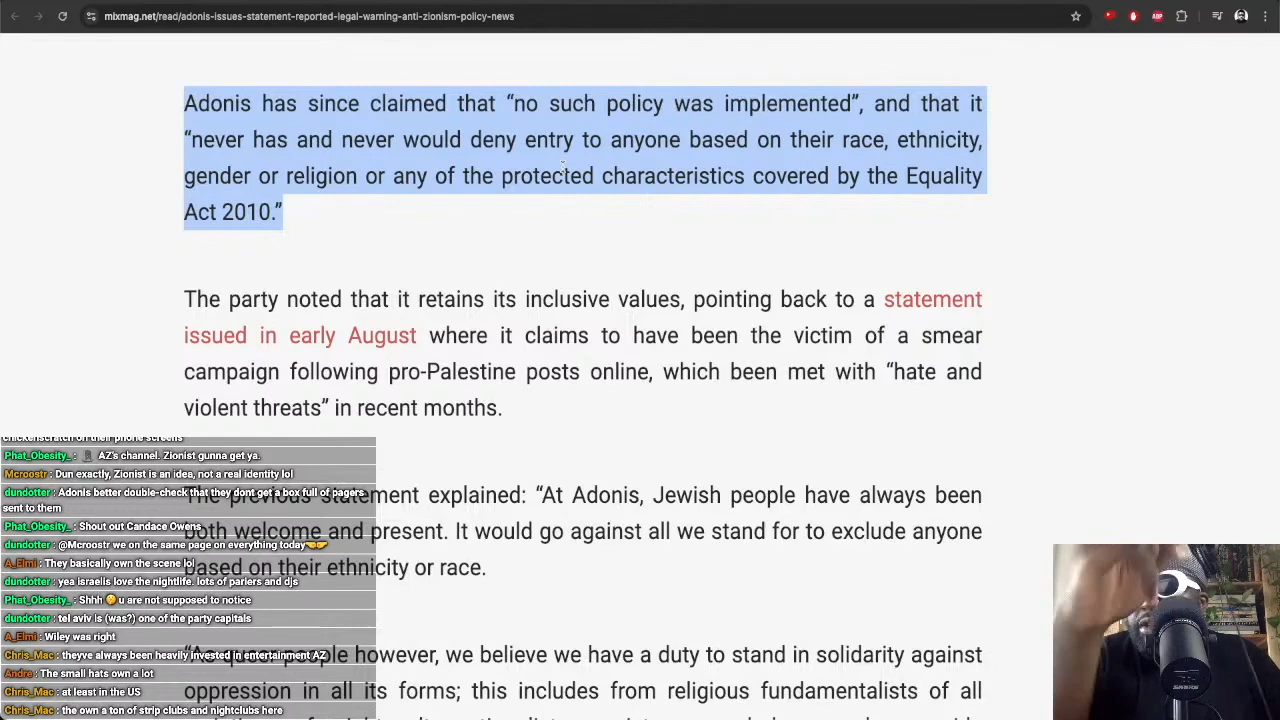 mixmag.net/read/adonis-issues-statement-reported-legal-warning-anti-zionism-policy-news
Adonis has since claimed that “no such policy was implemented”, and that it
“never has and never would deny entry to anyone based on their race, ethnicity,
gender or religion or any of the protected characteristics covered by the Equality
Act 2010.”
The party noted that it retains its inclusive values, pointing back to a statement
issued in early August where it claims to have been the victim of a smear
campaign following pro-Palestine posts online, which been met with “hate and
violent threats” in recent months.
chickenscratch on their phone screens
Phat_Obesity_: AZ's channel. Zionist gunna get ya.
Mcroostr: Dun exactly, Zionist is an idea, not a real identity lol
dundotter: Adonis better double-check that they dont get a box full of pagers
sent to them
Phat_Obesity_: Shout out Candace Owens
dundotter: @Mcroostr we on the same page on everything today
A_Elmi: They basically own the scene lol
dundotter: yea israelis love the nightlife. lots of pariers and djs
Phat_Obesity_: Shhh 🤫 u are not supposed to notice
dundotter: tel aviv is (was?) one of the party capitals
A_Elmi: Wiley was right
Chris_Mac: theyve always been heavily invested in entertainment AZ
Andre: The small hats own a lot
Chris_Mac: at least in the US
Chris_Mac: the own a ton of strip clubs and nightclubs here
The previous statement explained: “At Adonis, Jewish people have always been
both welcome and present. It would go against all we stand for to exclude anyone
based on their ethnicity or race.
“As queer people however, we believe we have a duty to stand in solidarity against
oppression in all its forms; this includes from religious fundamentalists of all